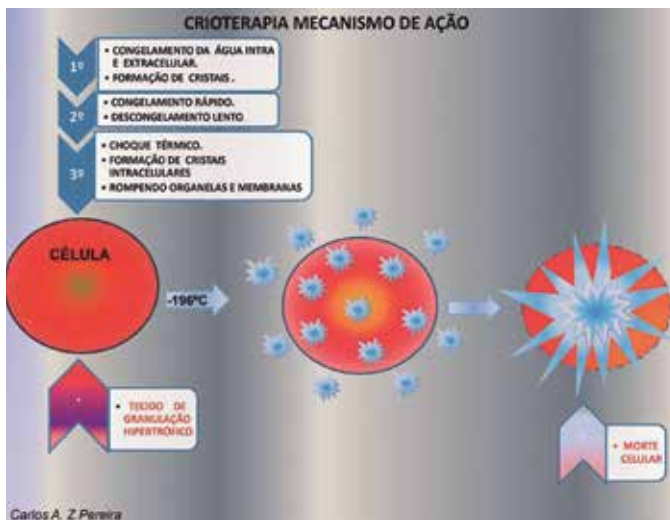 CRIOTERAPIA MECANISMO DE AÇÃO
1º
• CONGELAMENTO DA ÁGUA INTRA
E EXTRACELULAR.
• FORMAÇÃO DE CRISTAIS.
2º
• CONGELAMENTO RÁPIDO.
• DESCONGELAMENTO LENTO
3º
• CHOQUE TÉRMICO.
• FORMAÇÃO DE CRISTAIS
INTRACELULARES
• ROMPENDO ORGANELAS E MEMBRANAS
CÉLULA
-196ºC
• TECIDO DE
GRANULAÇÃO
HIPERTRÓFICO
• MORTE
CELULAR
Carlos A. Z Pereira